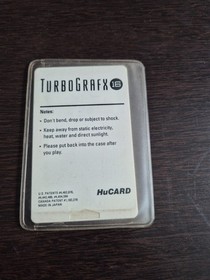 TURBOGRAFX 16
Notes:
• Don't bend, drop or subject to shock.
• Keep away from static electricity,
heat, water and direct sunlight.
• Please put back into the case after
you play.
HuCARD
U.S. PATENTS
MADE IN JAPAN